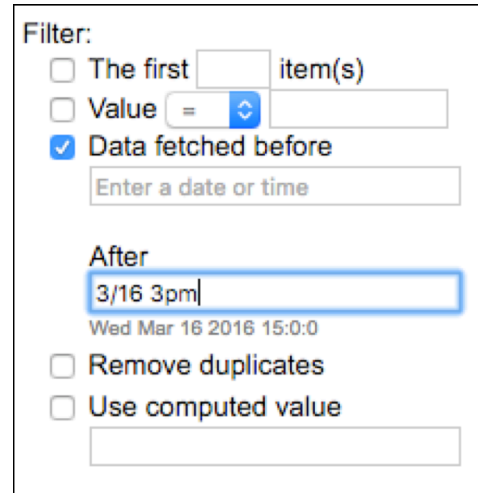 Filter:
The first item(s)
Value =
Data fetched before
Enter a date or time
After
3/16 3pm
Wed Mar 16 2016 15:0:0
Remove duplicates
Use computed value